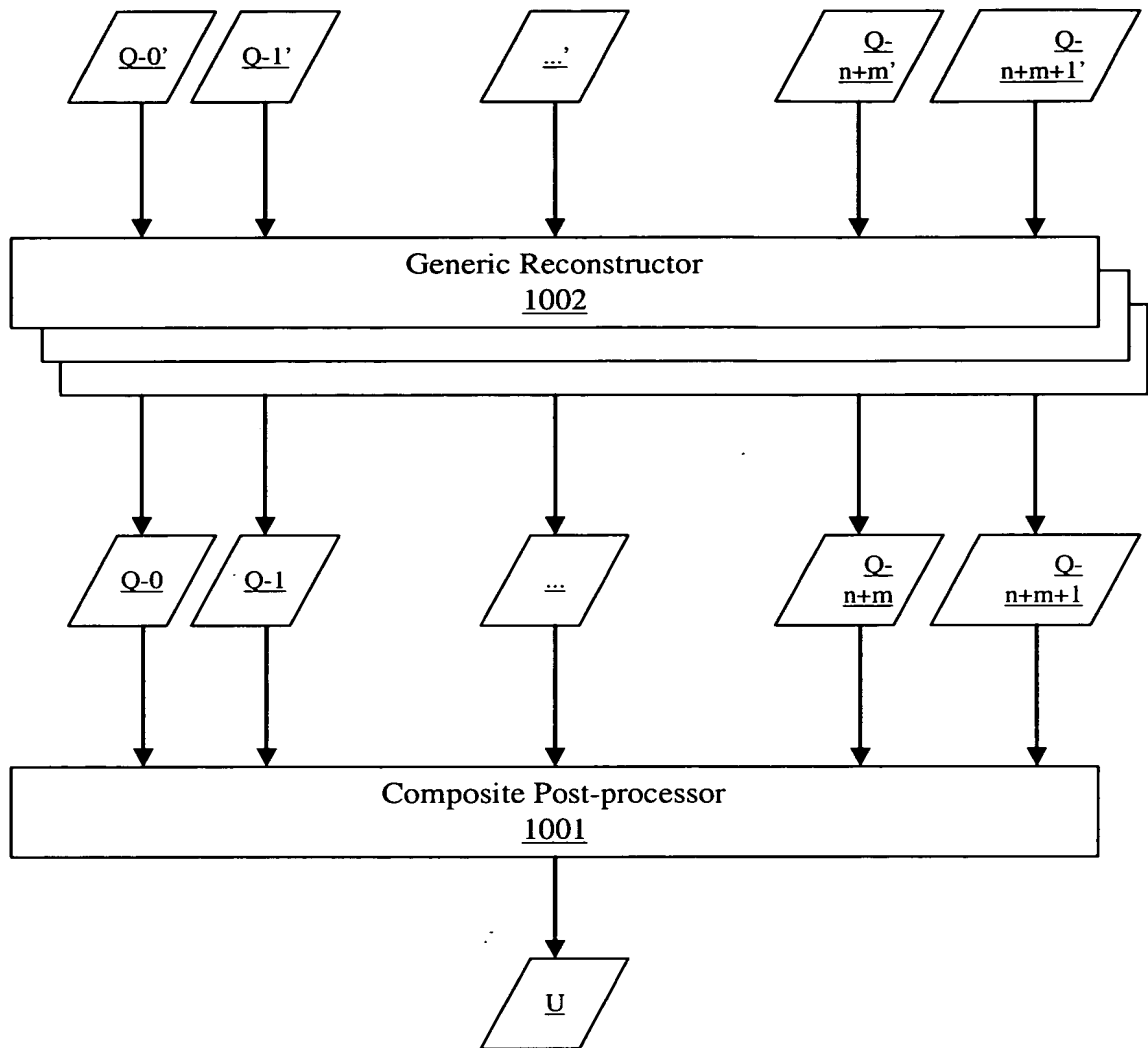 Q-0'
Q-1'
...'
Q-
n+m'
Q-
n+m+1'
Generic Reconstructor
1002
Q-0
Q-1
...
Q-
n+m
Q-
n+m+1
Composite Post-processor
1001
U